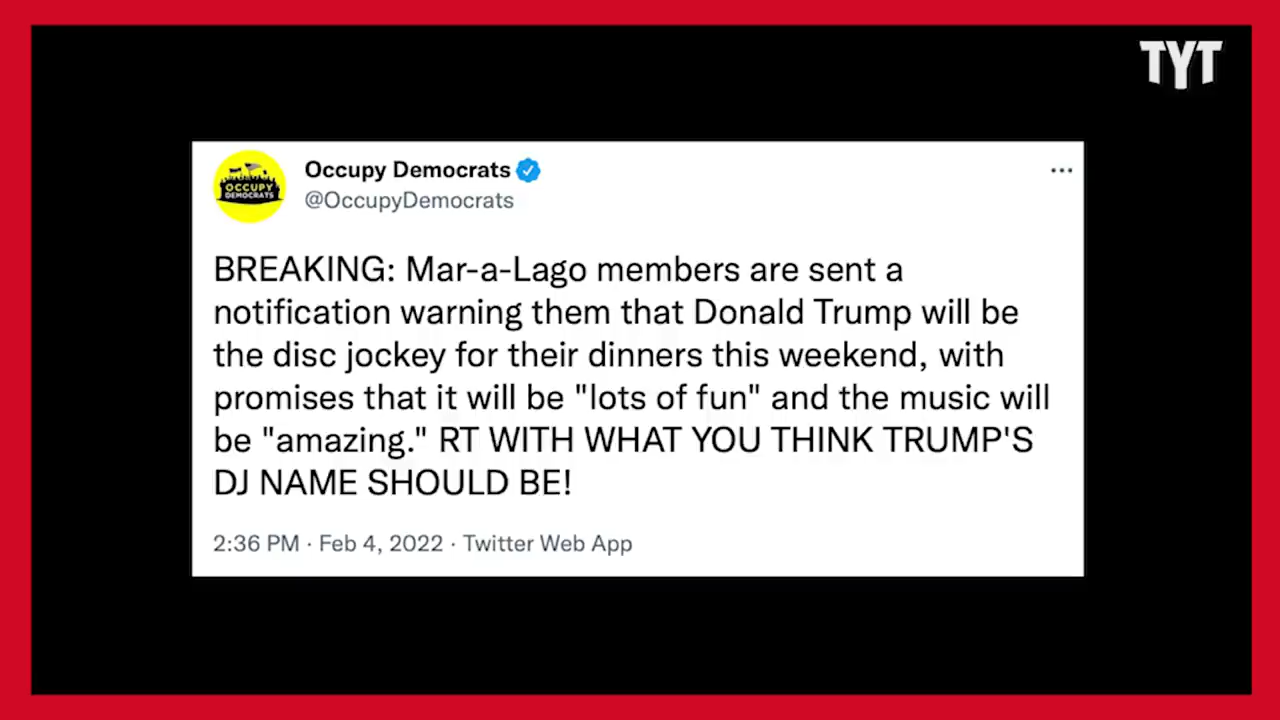 TYT
OCCUPY
DEMOCRATS
Occupy Democrats
@OccupyDemocrats
BREAKING: Mar-a-Lago members are sent a
notification warning them that Donald Trump will be
the disc jockey for their dinners this weekend, with
promises that it will be "lots of fun" and the music will
be "amazing." RT WITH WHAT YOU THINK TRUMP'S
DJ NAME SHOULD BE!
2:36 PM · Feb 4, 2022 · Twitter Web App